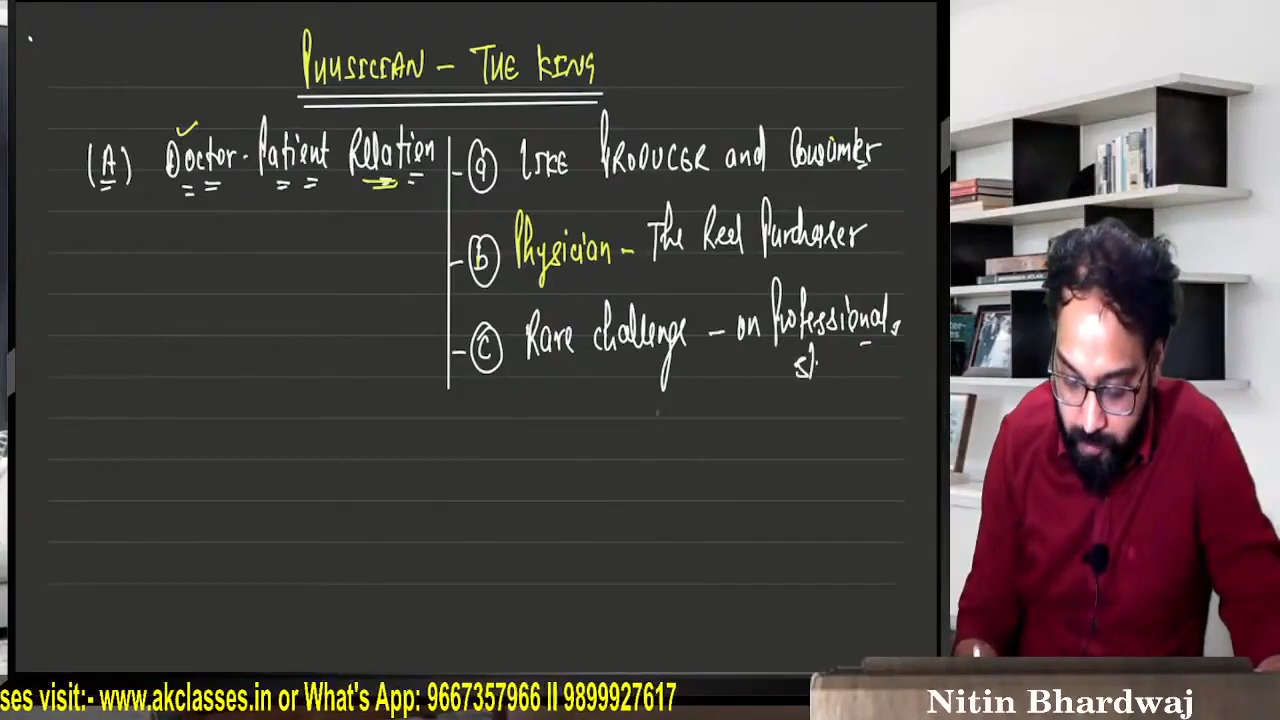 PHYSICIAN - THE KING
(A) Doctor-Patient Relation
(a) LIKE PRODUCER and Consumer
(b) Physician - The Real Purchaser
(c) Rare challenge - on Professionals
ses visit:- www.akclasses.in or What's App: 9667357966 II 9899927617
Nitin Bhardwaj